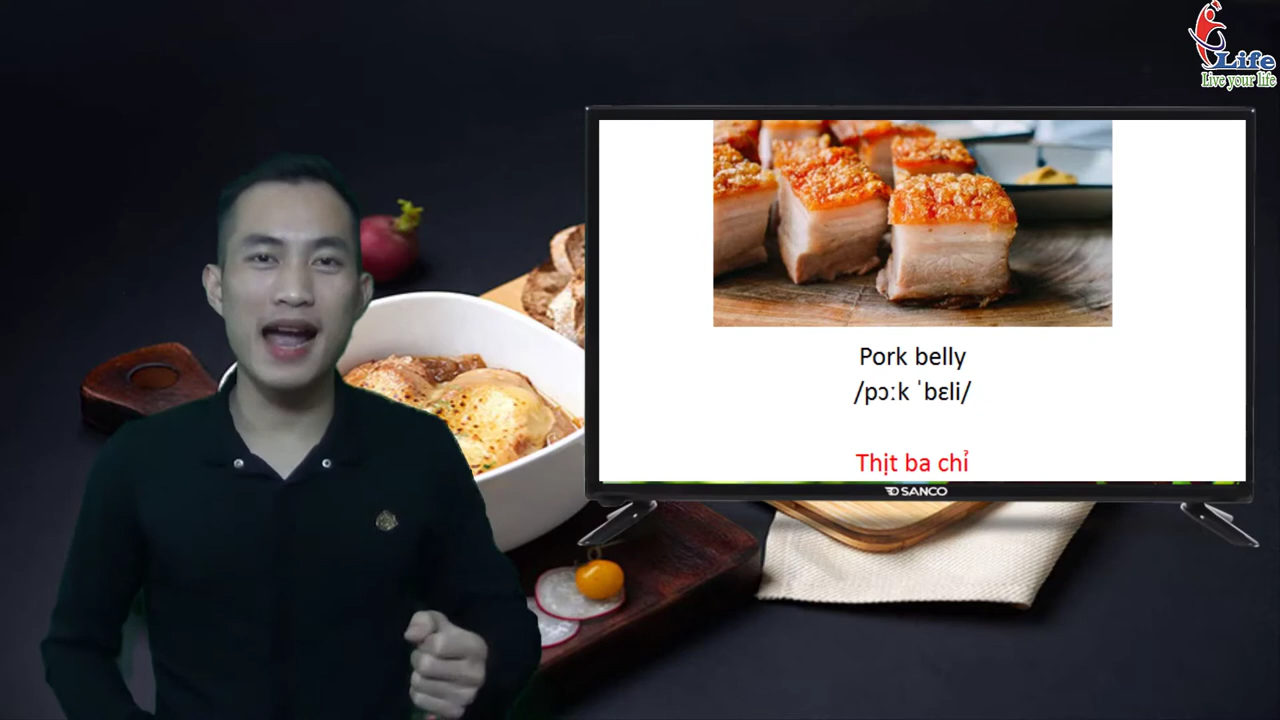 Life
Live your life
Pork belly
/pɔːk ˈbɛli/
Thịt ba chỉ
SANCO